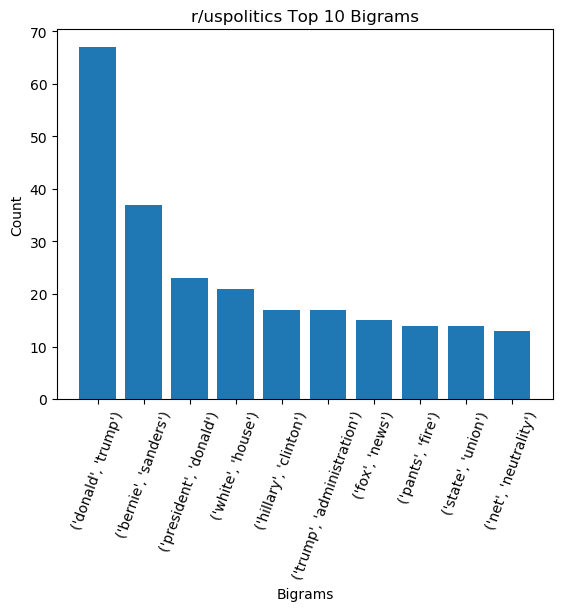 r/uspolitics Top 10 Bigrams
70
60
50
40
30
20
10
0
Count
('donald', 'trump')
('bernie', 'sanders')
('president', 'donald')
('white', 'house')
('hillary', 'clinton')
('trump', 'administration')
('fox', 'news')
('pants', 'fire')
('state', 'union')
('net', 'neutrality')
Bigrams